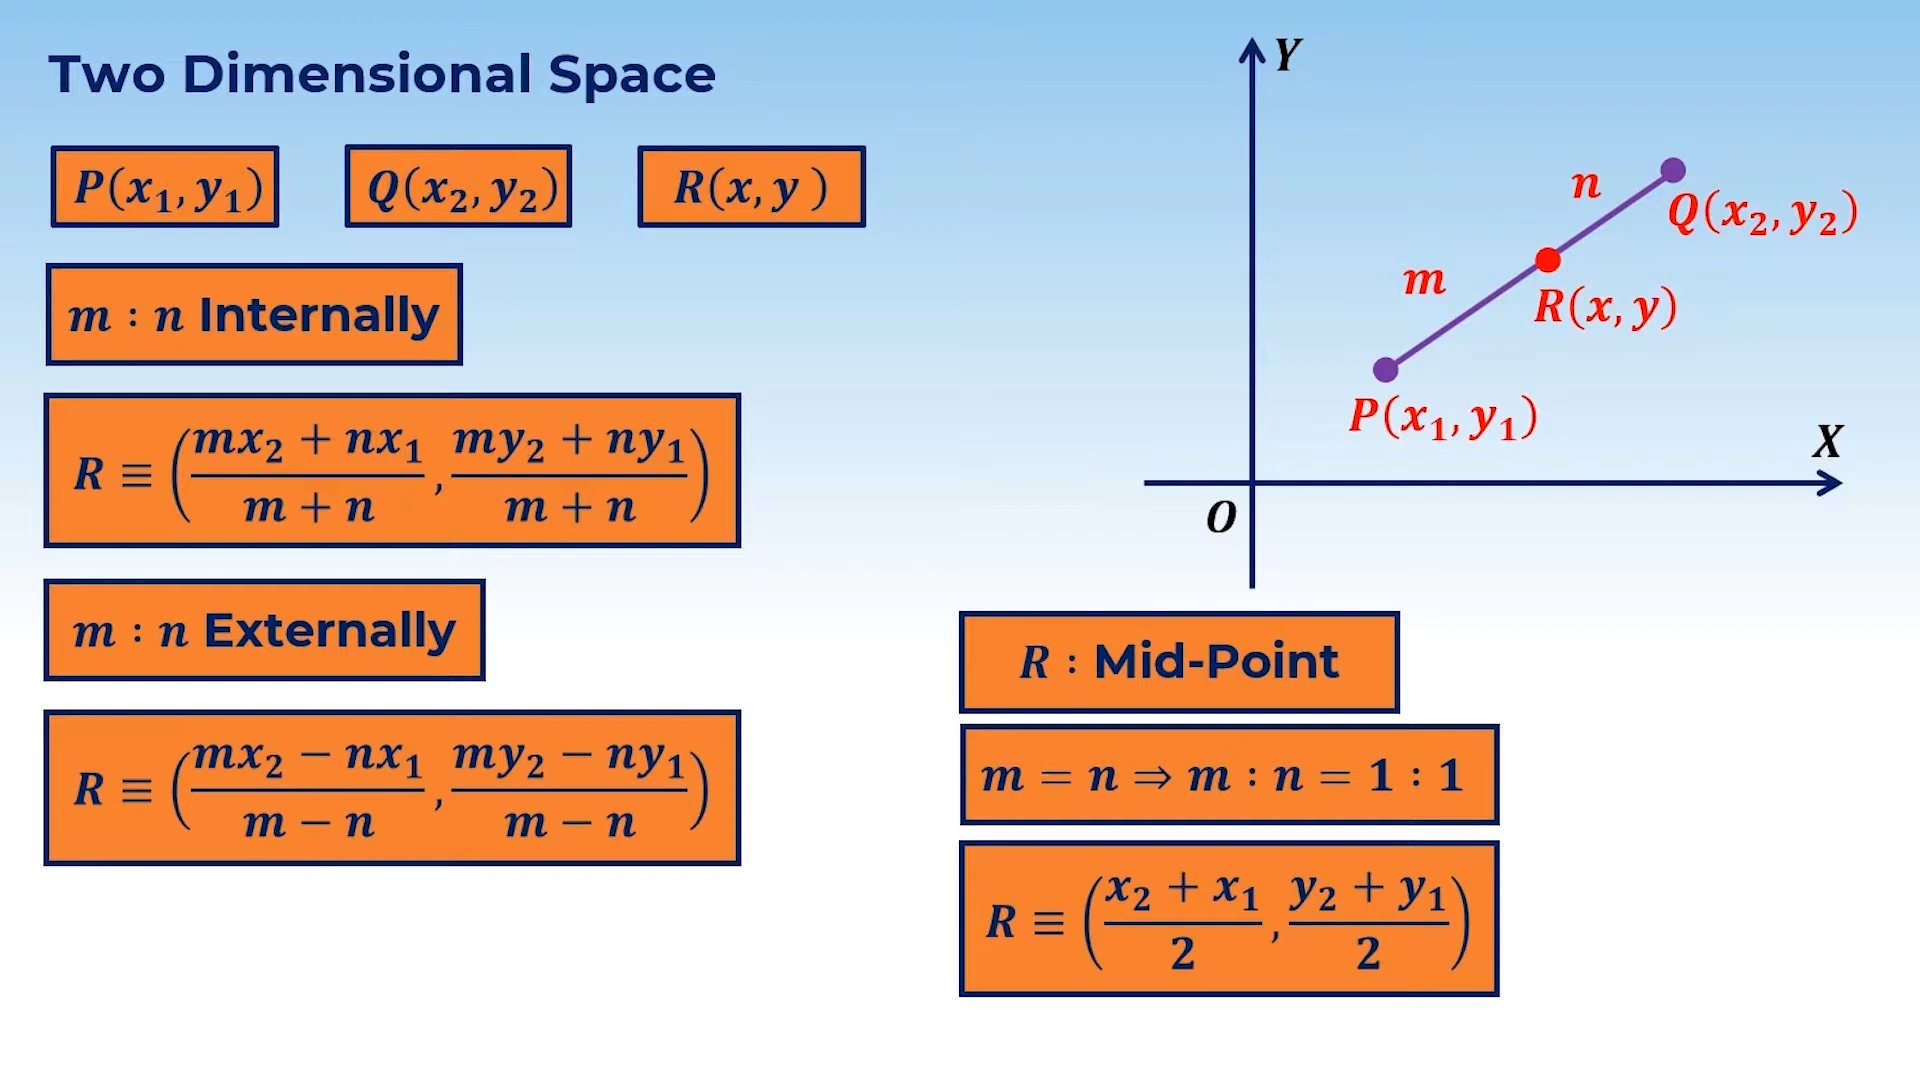 Two Dimensional Space
P(x₁, y₁) Q(x₂, y₂) R(x, y )
m : n Internally
R ≡ ((mx₂ + nx₁)/(m + n), (my₂ + ny₁)/(m + n))
m : n Externally
R ≡ ((mx₂ − nx₁)/(m − n), (my₂ − ny₁)/(m − n))
Y
n
Q(x₂, y₂)
m
R(x, y)
P(x₁, y₁)
X
O
R : Mid-Point
m = n ⇒ m : n = 1 : 1
R ≡ ((x₂ + x₁)/2, (y₂ + y₁)/2)